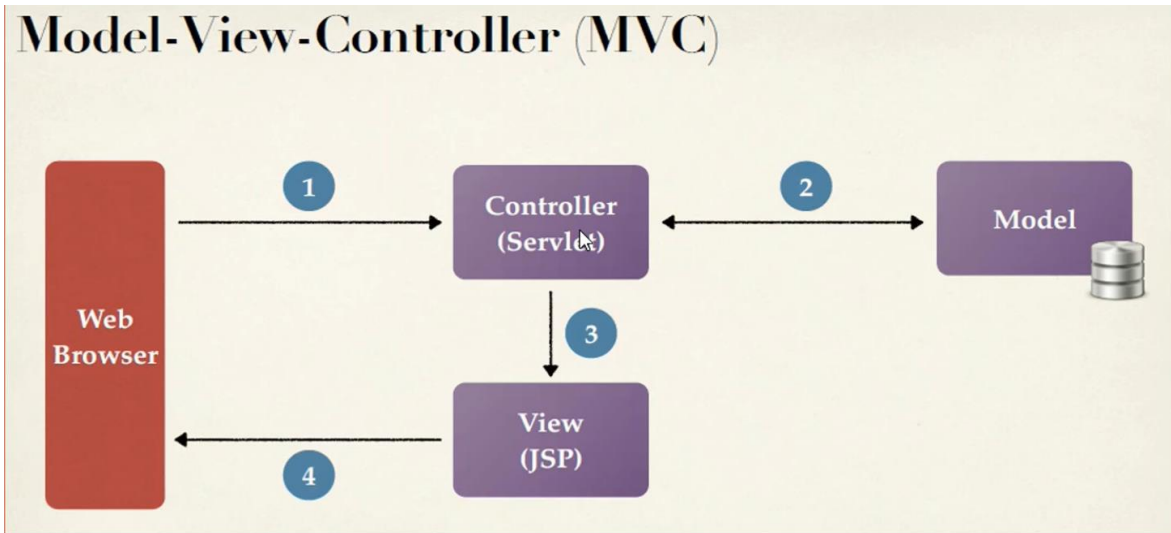 Model-View-Controller (MVC)
1
2
Controller
(Servlet)
Model
Web
Browser
3
View
(JSP)
4